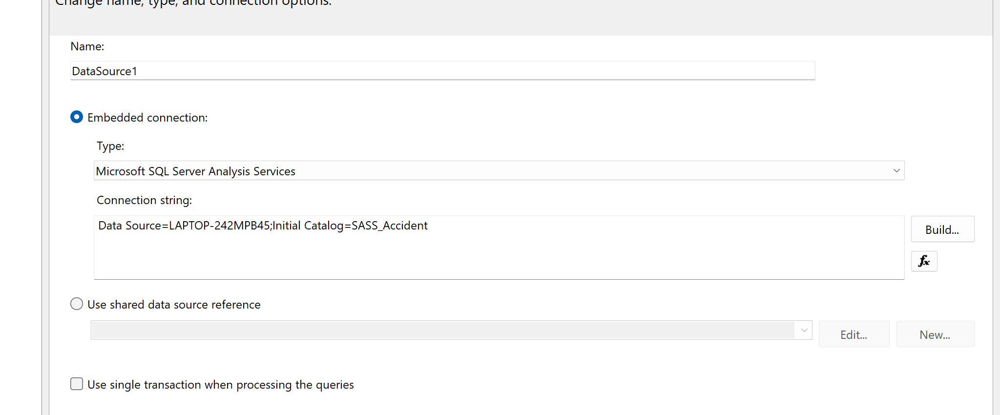 Change name, type, and connection options.
Name:
DataSource1
Embedded connection:
Type:
Microsoft SQL Server Analysis Services
Connection string:
Data Source=LAPTOP-242MPB45;Initial Catalog=SASS_Accident
Build...
fx
Use shared data source reference
Edit...
New...
Use single transaction when processing the queries